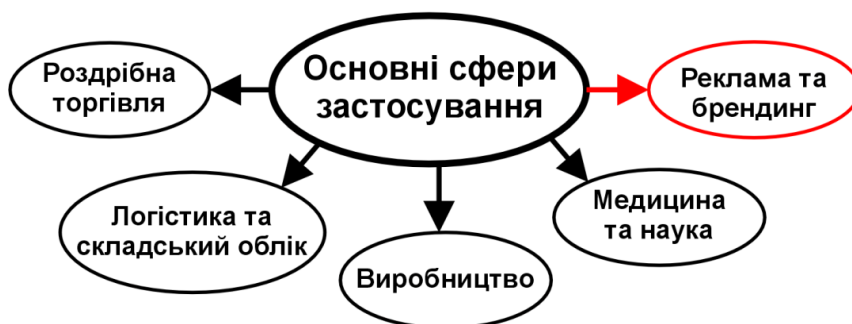 Основні сфери
застосування
Роздрібна
торгівля
Реклама та
брендинг
Логістика та
складський облік
Медицина
та наука
Виробництво